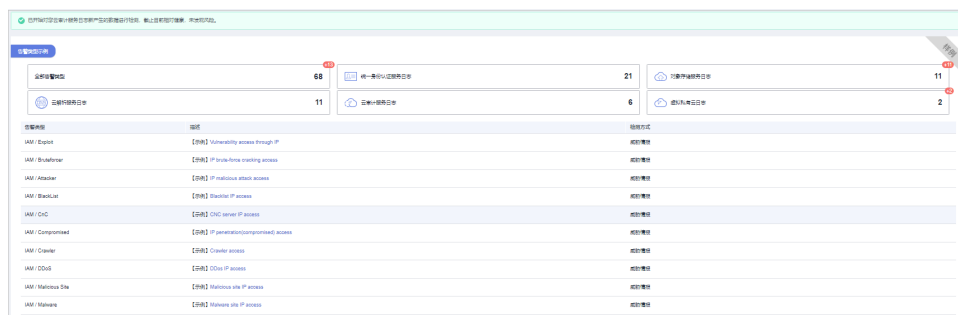 已开始对您云审计服务日志新产生的数据进行检测，截止目前相对健康，未发现风险。
告警类型示例
样例
全部告警类型 68 +13
统一身份认证服务日志 21
对象存储服务日志 11 +11
云解析服务日志 11
云审计服务日志 6
虚拟私有云日志 2 +2
告警类型 描述 检测方式
IAM / Exploit 【示例】Vulnerability access through IP 威胁情报
IAM / Bruteforcer 【示例】IP brute-force cracking access 威胁情报
IAM / Attacker 【示例】IP malicious attack access 威胁情报
IAM / BlackList 【示例】Blacklist IP access 威胁情报
IAM / CnC 【示例】CNC server IP access 威胁情报
IAM / Compromised 【示例】IP penetration(compromised) access 威胁情报
IAM / Crawler 【示例】Crawler access 威胁情报
IAM / DDoS 【示例】DDos IP access 威胁情报
IAM / Malicious Site 【示例】Malicious site IP access 威胁情报
IAM / Malware 【示例】Malware site IP access 威胁情报